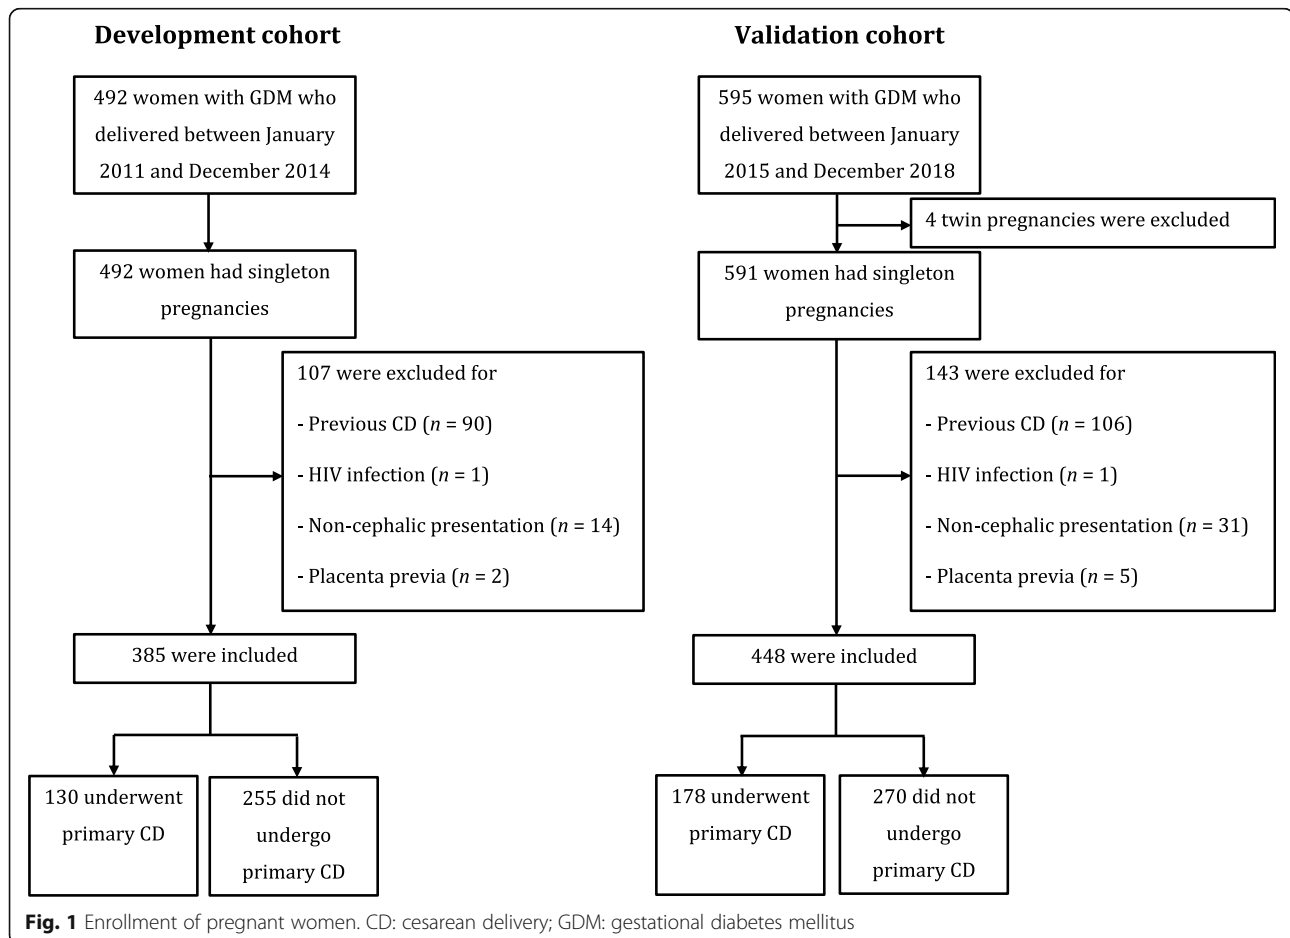 Development cohort
492 women with GDM who
delivered between January
2011 and December 2014
492 women had singleton
pregnancies
107 were excluded for
- Previous CD (n = 90)
- HIV infection (n = 1)
- Non-cephalic presentation (n = 14)
- Placenta previa (n = 2)
385 were included
130 underwent
primary CD
255 did not
undergo
primary CD
Validation cohort
595 women with GDM who
delivered between January
2015 and December 2018
4 twin pregnancies were excluded
591 women had singleton
pregnancies
143 were excluded for
- Previous CD (n = 106)
- HIV infection (n = 1)
- Non-cephalic presentation (n = 31)
- Placenta previa (n = 5)
448 were included
178 underwent
primary CD
270 did not
undergo
primary CD
Fig. 1 Enrollment of pregnant women. CD: cesarean delivery; GDM: gestational diabetes mellitus